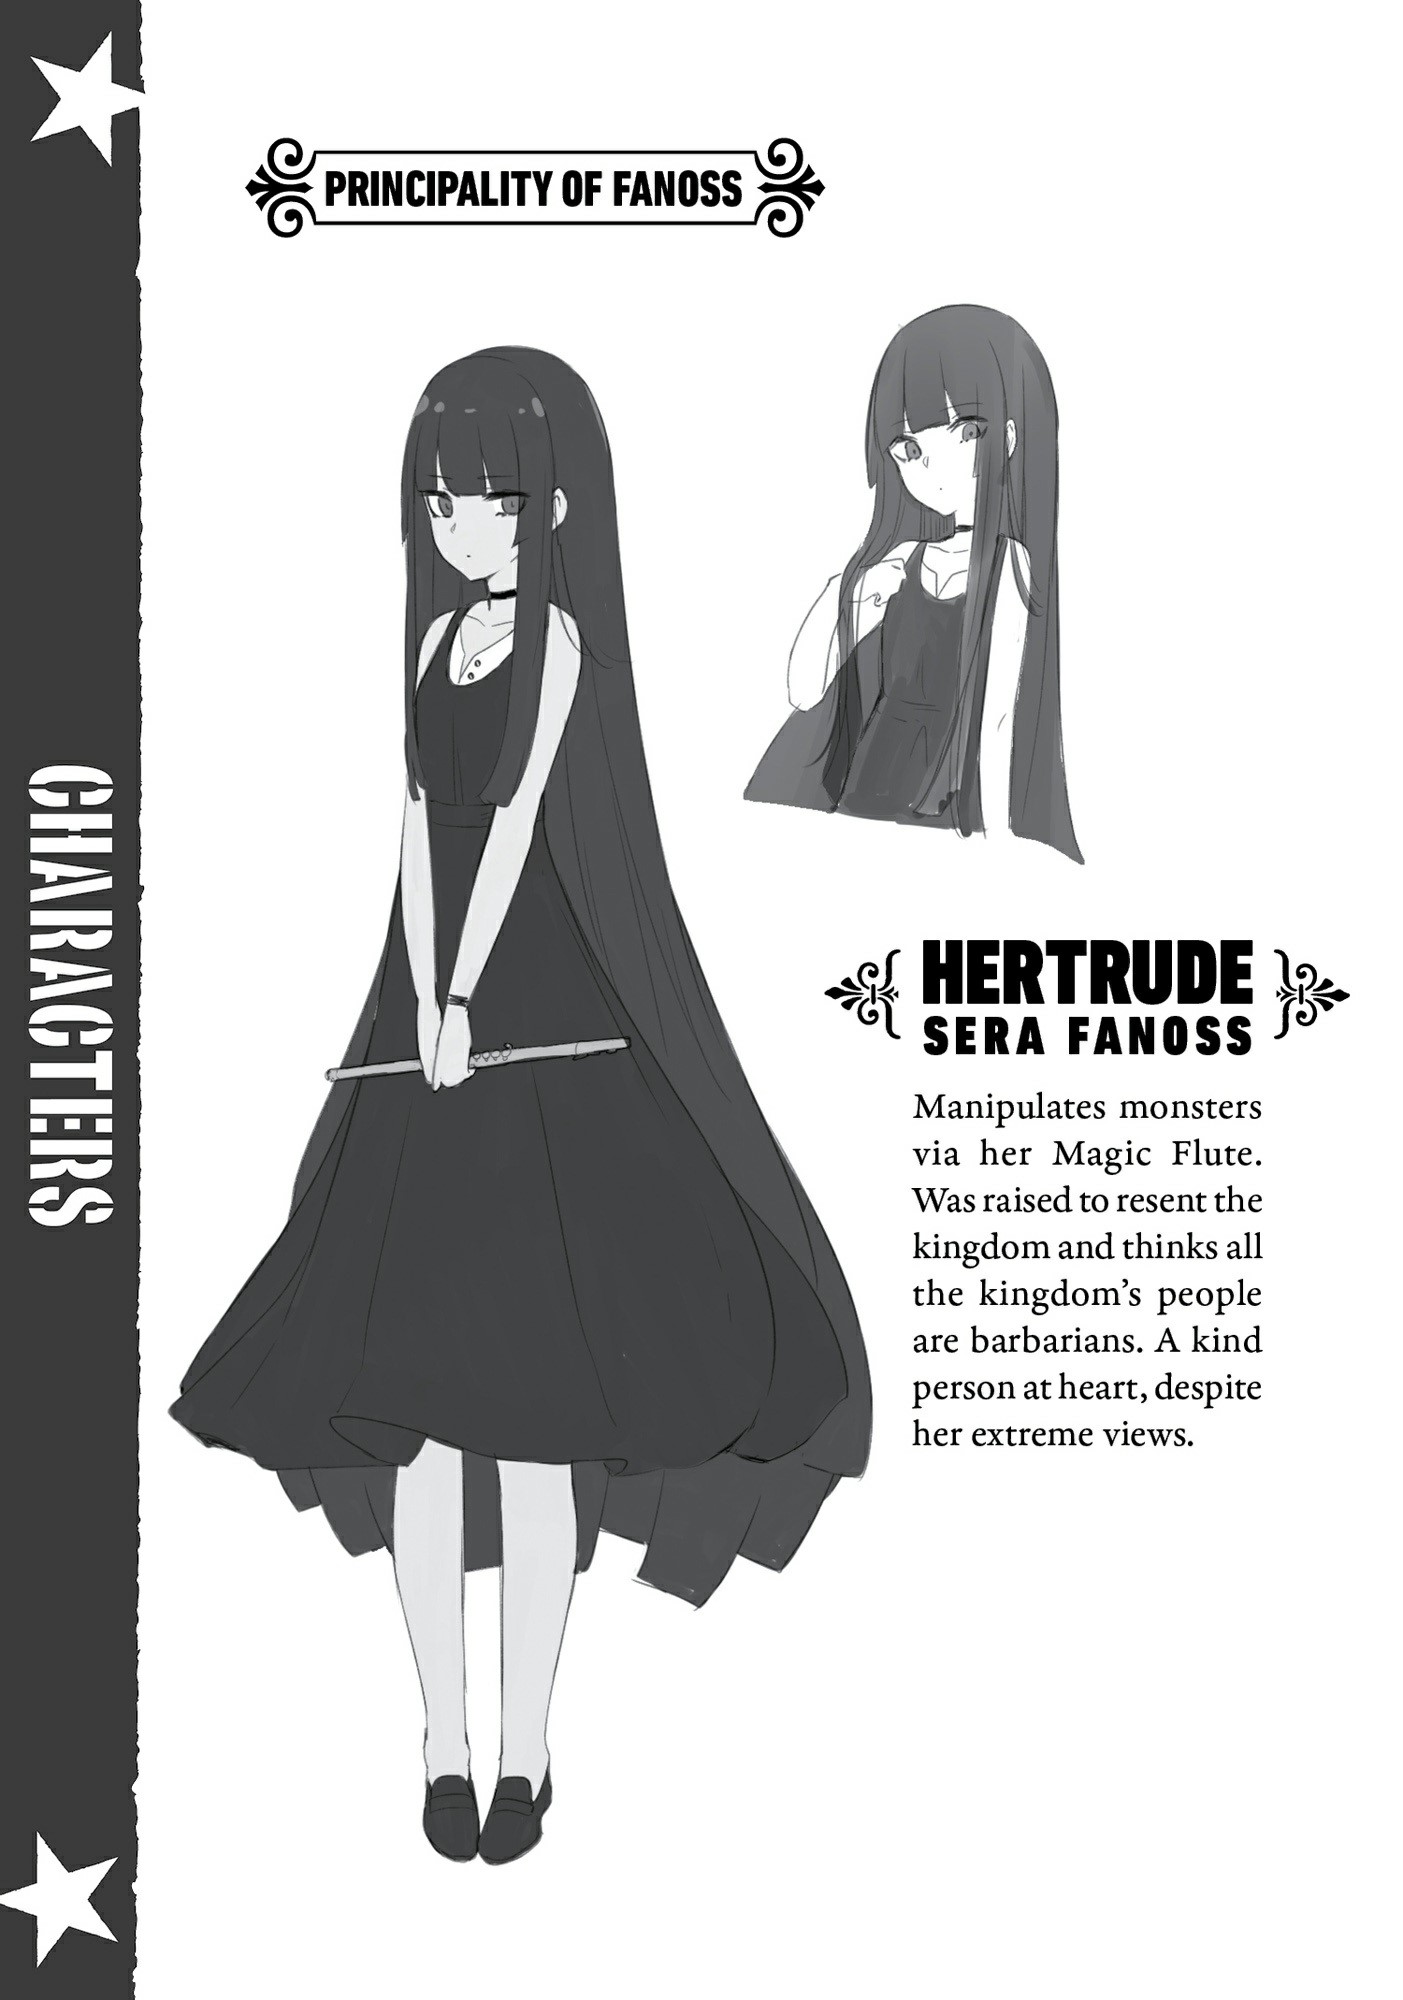 CHARACTERS
PRINCIPALITY OF FANOSS
HERTRUDE
SERA FANOSS
Manipulates monsters
via her Magic Flute.
Was raised to resent the
kingdom and thinks all
the kingdom’s people
are barbarians. A kind
person at heart, despite
her extreme views.